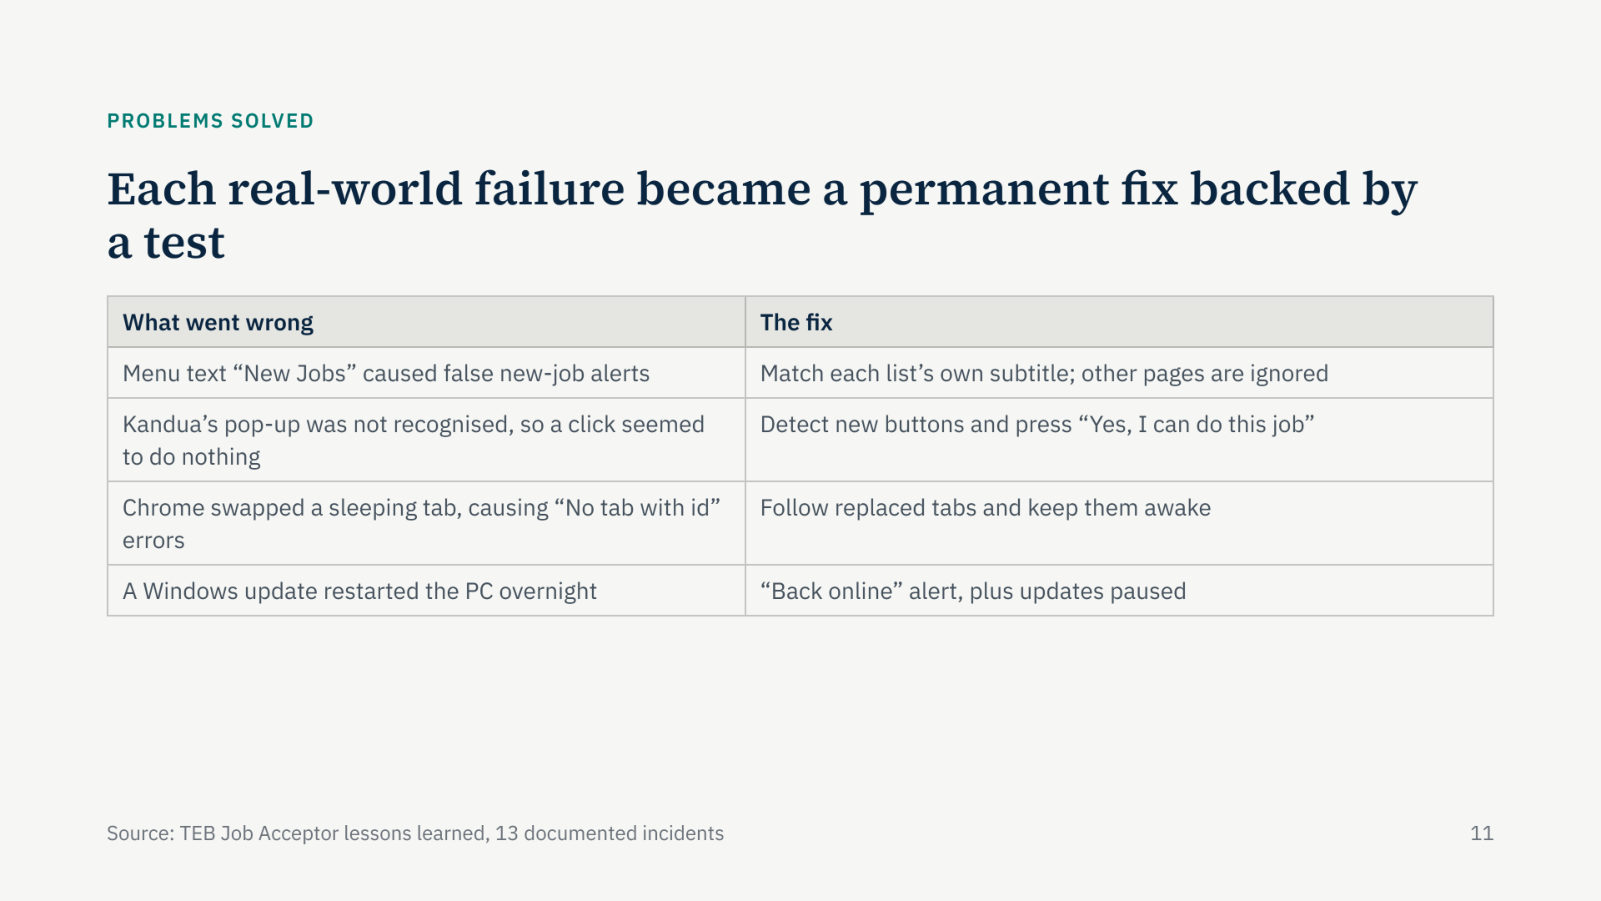 PROBLEMS SOLVED
Each real-world failure became a permanent fix backed by
a test
What went wrong
The fix
Menu text “New Jobs” caused false new-job alerts
Match each list’s own subtitle; other pages are ignored
Kandua’s pop-up was not recognised, so a click seemed
to do nothing
Detect new buttons and press “Yes, I can do this job”
Chrome swapped a sleeping tab, causing “No tab with id”
errors
Follow replaced tabs and keep them awake
A Windows update restarted the PC overnight
“Back online” alert, plus updates paused
Source: TEB Job Acceptor lessons learned, 13 documented incidents
11